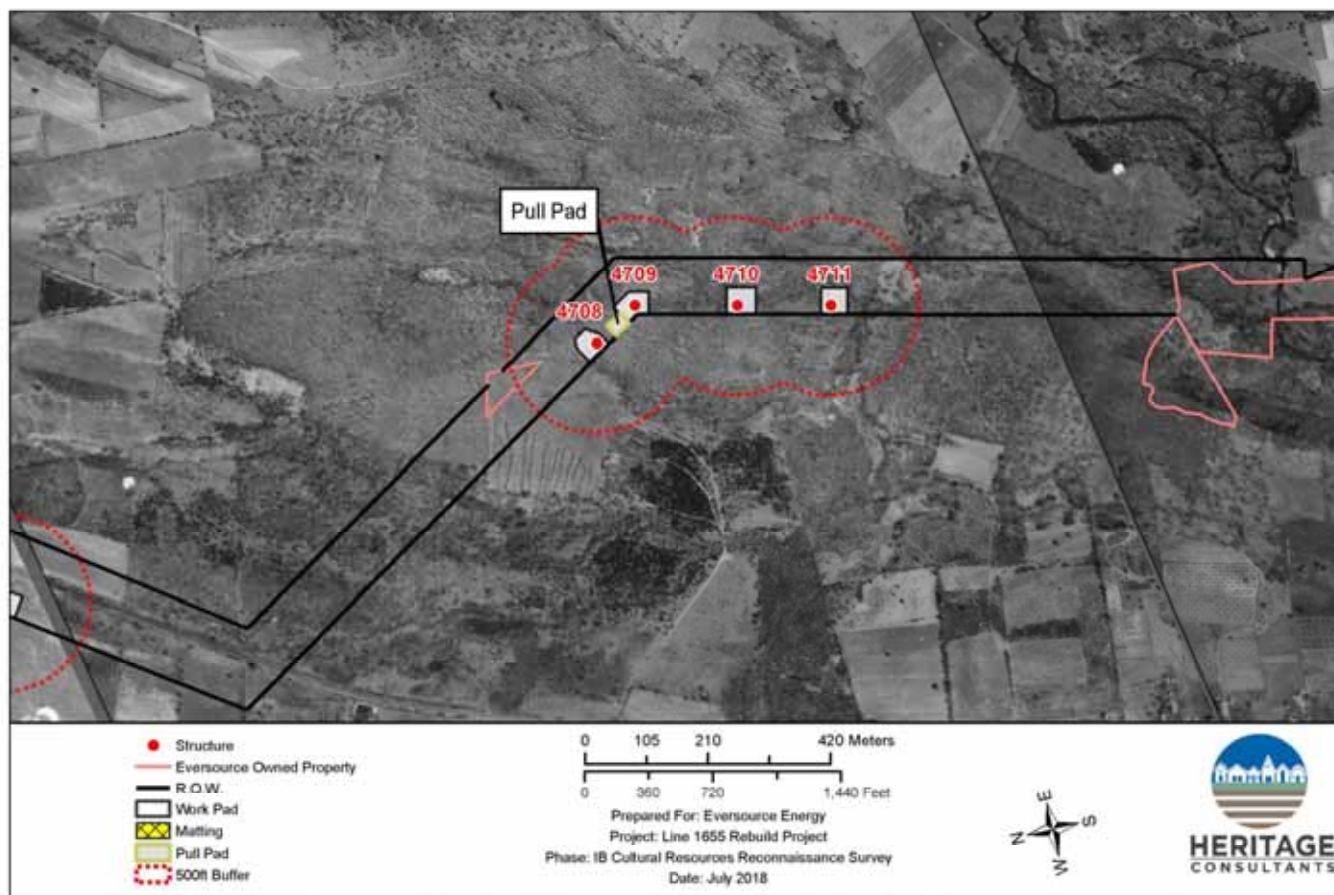 Pull Pad
4709
4710
4711
4708
Structure
Eversource Owned Property
R.O.W.
Work Pad
Matting
Pull Pad
500ft Buffer
0 105 210 420 Meters
0 360 720 1,440 Feet
Prepared For: Eversource Energy
Project: Line 1655 Rebuild Project
Phase: IB Cultural Resources Reconnaissance Survey
Date: July 2018
N E S W
HERITAGE
CONSULTANTS